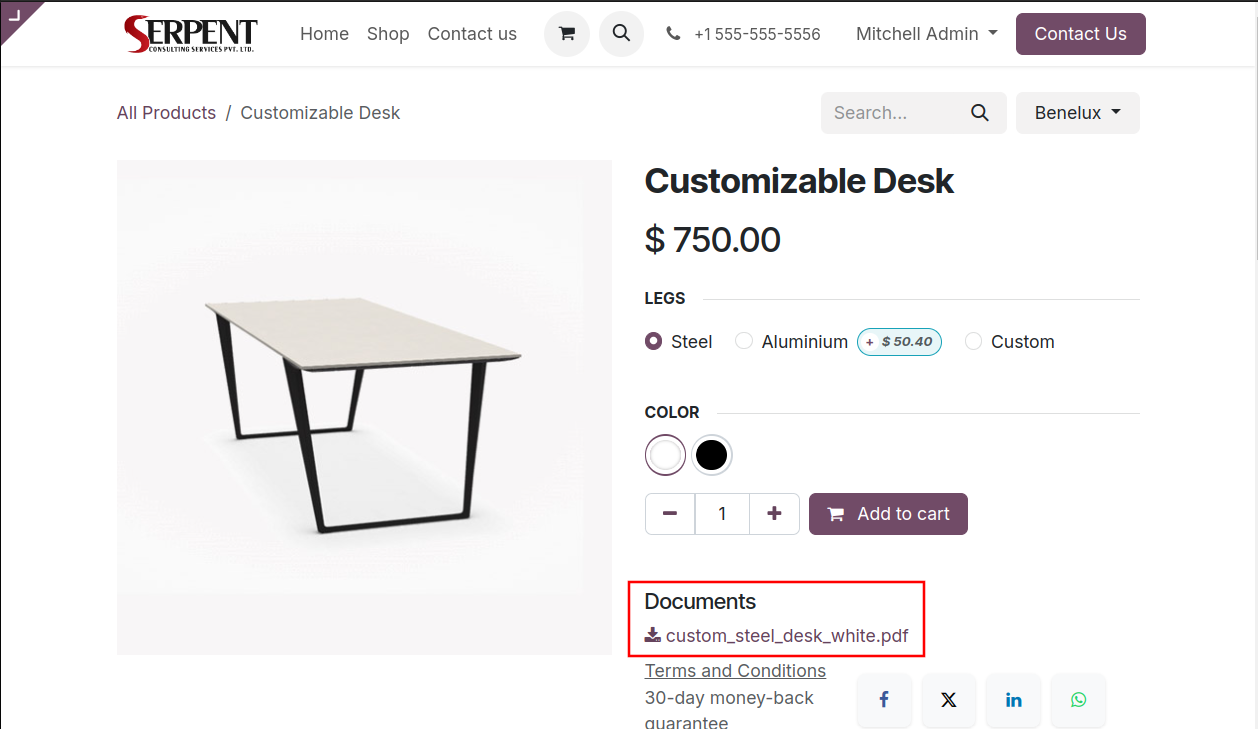 SERPENT
CONSULTING SERVICES PVT. LTD.
Home Shop Contact us +1 555-555-5556 Mitchell Admin Contact Us
All Products / Customizable Desk Search... Benelux
Customizable Desk
$ 750.00
LEGS
Steel Aluminium + $ 50.40 Custom
COLOR
1 Add to cart
Documents
custom_steel_desk_white.pdf
Terms and Conditions
30-day money-back
guarantee